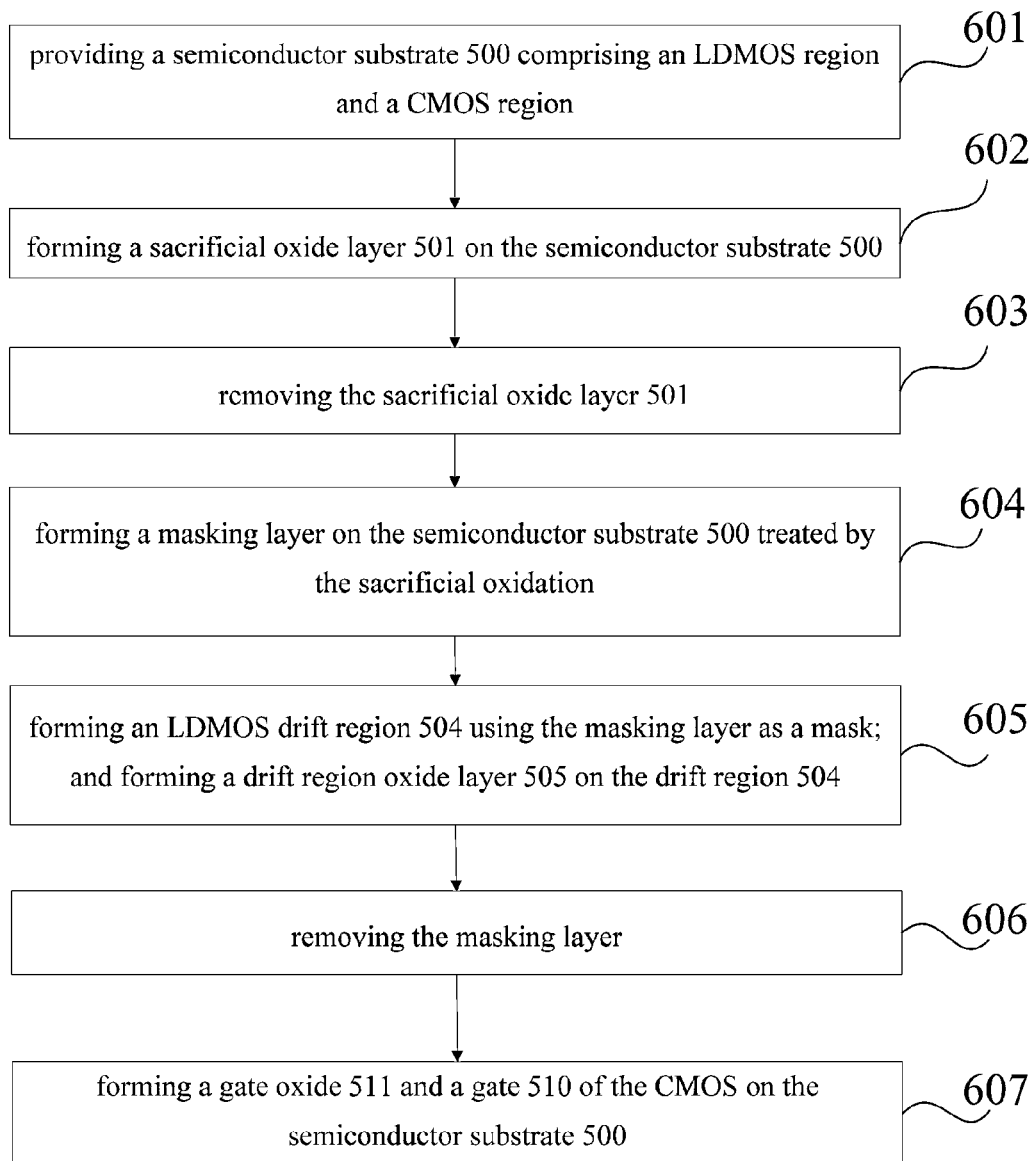 601
providing a semiconductor substrate 500 comprising an LDMOS region
and a CMOS region
602
forming a sacrificial oxide layer 501 on the semiconductor substrate 500
603
removing the sacrificial oxide layer 501
604
forming a masking layer on the semiconductor substrate 500 treated by
the sacrificial oxidation
605
forming an LDMOS drift region 504 using the masking layer as a mask;
and forming a drift region oxide layer 505 on the drift region 504
606
removing the masking layer
607
forming a gate oxide 511 and a gate 510 of the CMOS on the
semiconductor substrate 500